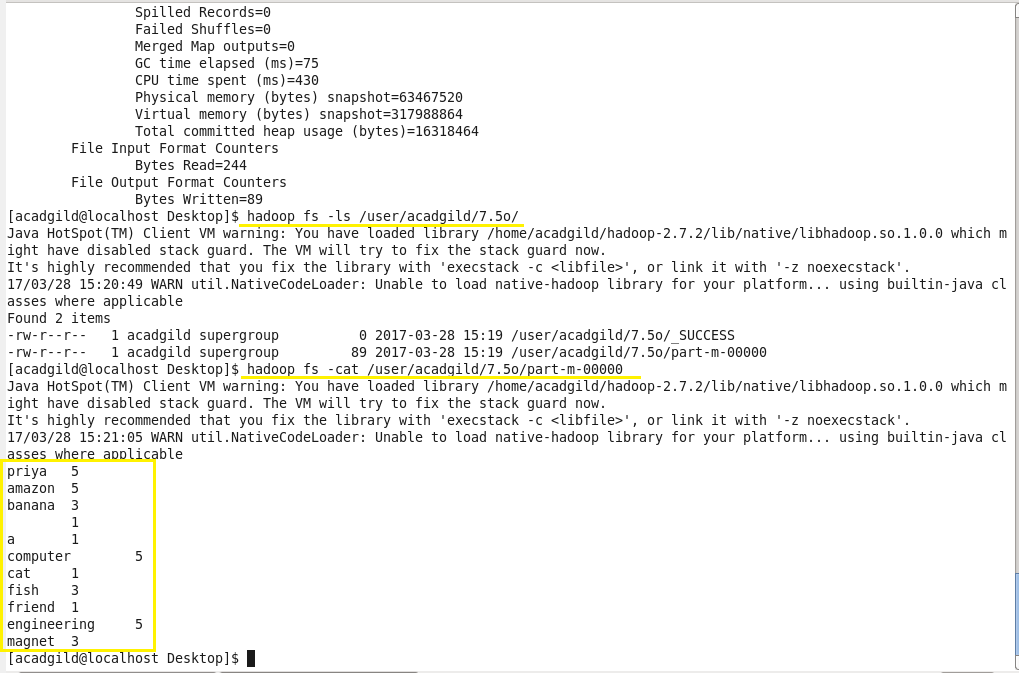 Spilled Records=0
Failed Shuffles=0
Merged Map outputs=0
GC time elapsed (ms)=75
CPU time spent (ms)=430
Physical memory (bytes) snapshot=63467520
Virtual memory (bytes) snapshot=317988864
Total committed heap usage (bytes)=16318464
File Input Format Counters
Bytes Read=244
File Output Format Counters
Bytes Written=89
[acadgild@localhost Desktop]$ hadoop fs -ls /user/acadgild/7.5o/
Java HotSpot(TM) Client VM warning: You have loaded library /home/acadgild/hadoop-2.7.2/lib/native/libhadoop.so.1.0.0 which m
ight have disabled stack guard. The VM will try to fix the stack guard now.
It's highly recommended that you fix the library with 'execstack -c <libfile>', or link it with '-z noexecstack'.
17/03/28 15:20:49 WARN util.NativeCodeLoader: Unable to load native-hadoop library for your platform... using builtin-java cl
asses where applicable
Found 2 items
-rw-r--r--   1 acadgild supergroup          0 2017-03-28 15:19 /user/acadgild/7.5o/_SUCCESS
-rw-r--r--   1 acadgild supergroup         89 2017-03-28 15:19 /user/acadgild/7.5o/part-m-00000
[acadgild@localhost Desktop]$ hadoop fs -cat /user/acadgild/7.5o/part-m-00000
Java HotSpot(TM) Client VM warning: You have loaded library /home/acadgild/hadoop-2.7.2/lib/native/libhadoop.so.1.0.0 which m
ight have disabled stack guard. The VM will try to fix the stack guard now.
It's highly recommended that you fix the library with 'execstack -c <libfile>', or link it with '-z noexecstack'.
17/03/28 15:21:05 WARN util.NativeCodeLoader: Unable to load native-hadoop library for your platform... using builtin-java cl
asses where applicable
priya	5
amazon	5
banana	3
	1
a	1
computer	5
cat	1
fish	3
friend	1
engineering	5
magnet	3
[acadgild@localhost Desktop]$